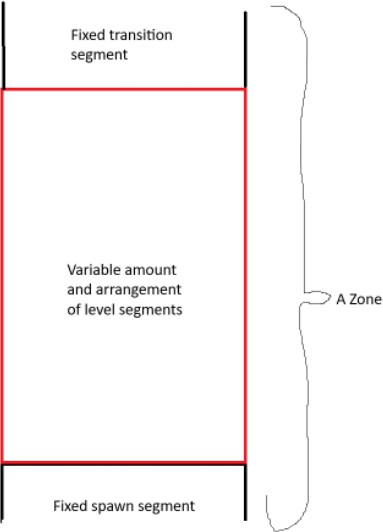 Fixed transition
segment
Variable amount
and arrangement
of level segments
A Zone
Fixed spawn segment